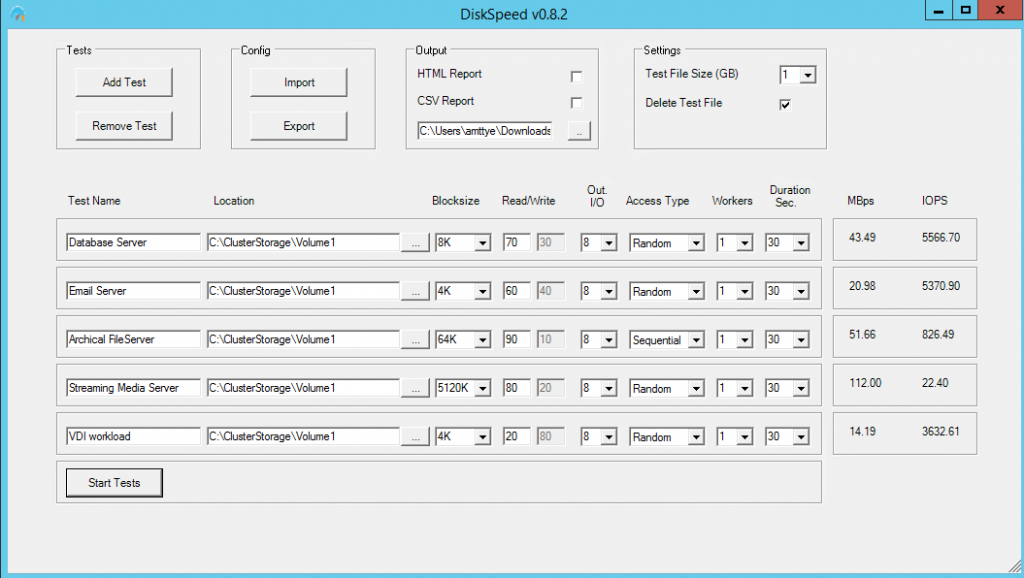 DiskSpeed v0.8.2
Tests
Config
Output
Settings
Add Test
Import
HTML Report
Test File Size (GB) 1
CSV Report
Delete Test File
Remove Test
Export
C:\Users\amttye\Downloads ..
Test Name Location Blocksize Read/Write Out. I/O Access Type Workers Duration Sec. MBps IOPS
Database Server C:\ClusterStorage\Volume1 ... 8K 70 30 8 Random 1 30 43.49 5566.70
Email Server C:\ClusterStorage\Volume1 ... 4K 60 40 8 Random 1 30 20.98 5370.90
Archical FileServer C:\ClusterStorage\Volume1 ... 64K 90 10 8 Sequential 1 30 51.66 826.49
Streaming Media Server C:\ClusterStorage\Volume1 ... 5120K 80 20 8 Random 1 30 112.00 22.40
VDI workload C:\ClusterStorage\Volume1 ... 4K 20 80 8 Random 1 30 14.19 3632.61
Start Tests